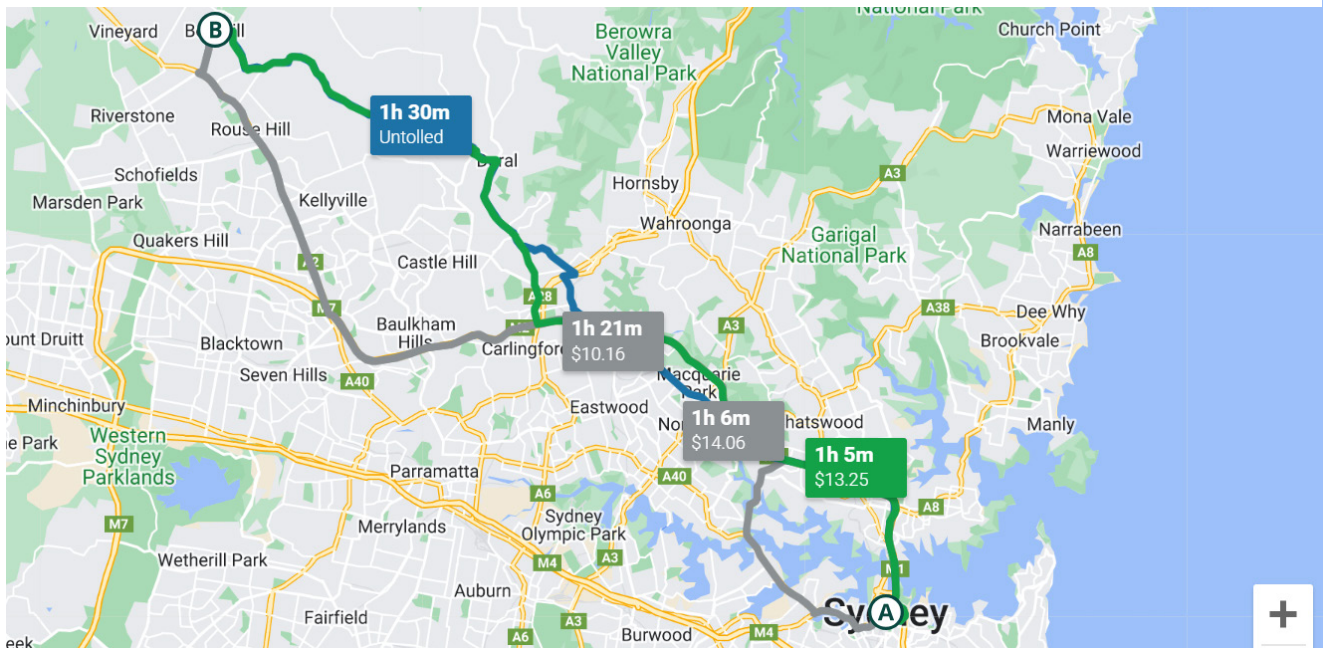 National Park
Church Point
Vineyard
B
Berowra
Valley
National Park
Riverstone
1h 30m
Untolled
Mona Vale
Rouse Hill
Warriewood
Schofields
A3
Hornsby
Marsden Park
Kellyville
Wahroonga
Narrabeen
Quakers Hill
Garigal
National Park
A8
A2
Castle Hill
A28
M7
A38
Dee Why
Baulkham
Hills
M2
1h 21m
$10.16
A3
Brookvale
Blacktown
Carlingford
Seven Hills
A40
Macquarie
Park
Minchinbury
Eastwood
1h 6m
$14.06
hatswood
Manly
Western
Sydney
Parklands
1h 5m
$13.25
Parramatta
A40
A6
A8
M7
Merrylands
Sydney
Olympic Park
Wetherill Park
M4
A3
M1
Auburn
Sydney
A
Fairfield
A3
A6
Burwood
M4
+